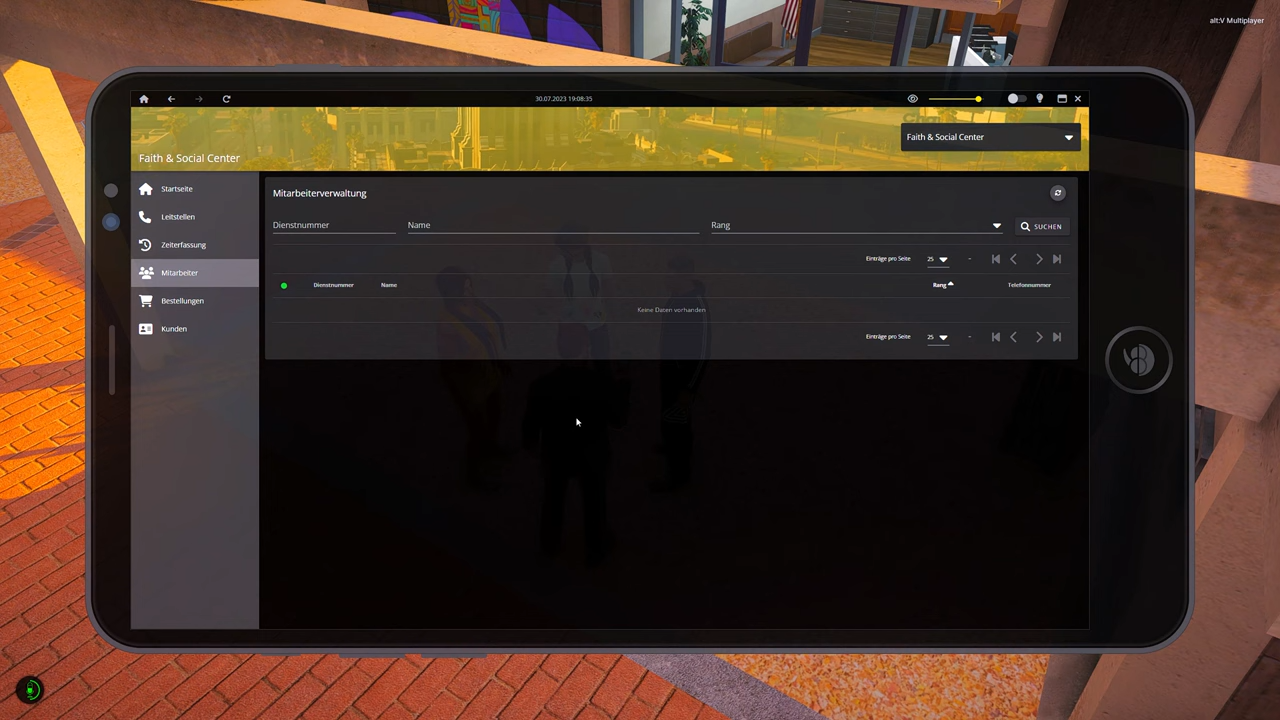 alt:V Multiplayer
30.07.2023 19:08:35
Faith & Social Center
Faith & Social Center
Startseite
Leitstellen
Zeiterfassung
Mitarbeiter
Bestellungen
Kunden
Mitarbeiterverwaltung
Dienstnummer Name Rang SUCHEN
Einträge pro Seite 25 -
Dienstnummer Name Rang Telefonnummer
Keine Daten vorhanden
Einträge pro Seite 25 -